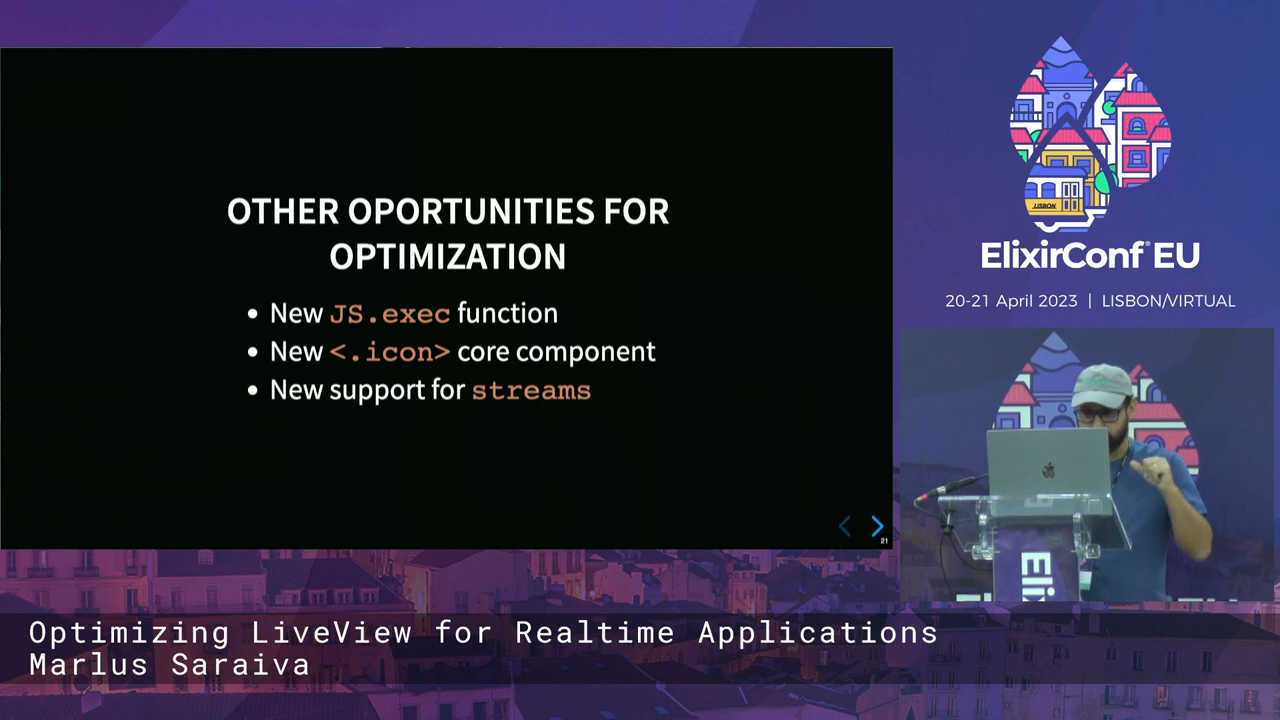 OTHER OPORTUNITIES FOR
OPTIMIZATION
• New JS.exec function
• New <.icon> core component
• New support for streams
21
LISBON
ElixirConf® EU
20-21 April 2023 | LISBON/VIRTUAL
Elix
Optimizing LiveView for Realtime Applications
Marlus Saraiva